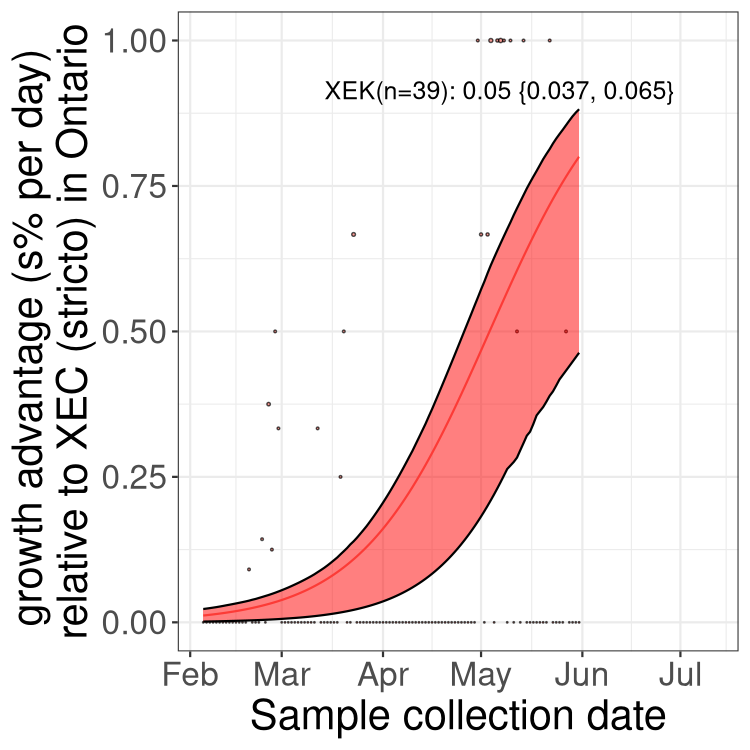 growth advantage (s% per day)
relative to XEC (stricto) in Ontario
1.00
0.75
0.50
0.25
0.00
XEK(n=39): 0.05 {0.037, 0.065}
Feb Mar Apr May Jun Jul
Sample collection date